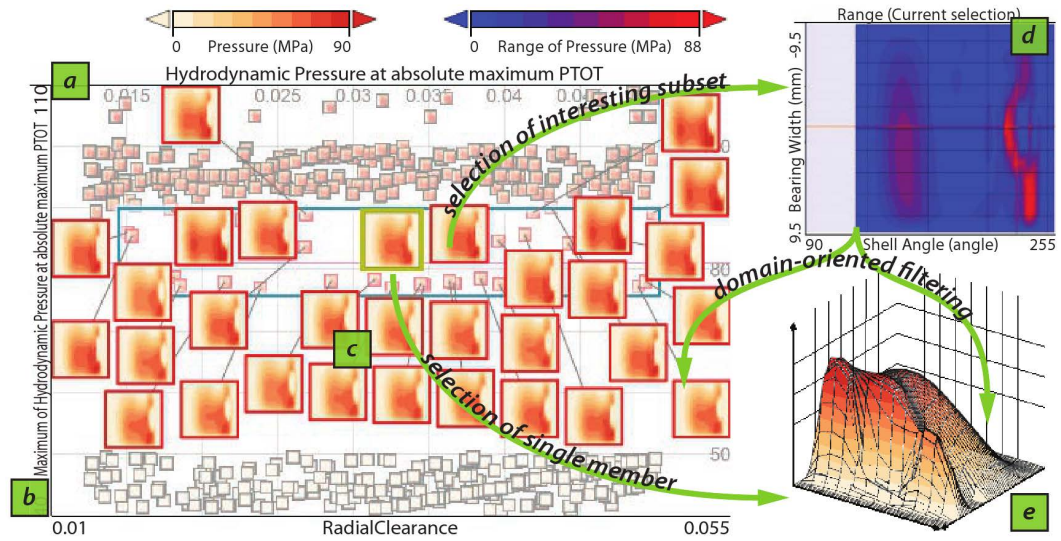 0 Pressure (MPa) 90
0 Range of Pressure (MPa) 88
a
Hydrodynamic Pressure at absolute maximum PTOT
0.015 0.025 0.03 0.035 0.04
Maximum of Hydrodynamic Pressure at absolute maximum PTOT
80
50
b
0.01 RadialClearance 0.055
c
selection of interesting subset
selection of single member
Range (Current selection)
d
Bearing Width (mm) -9.5
9.5
90 Shell Angle (angle) 255
domain-oriented filtering
e